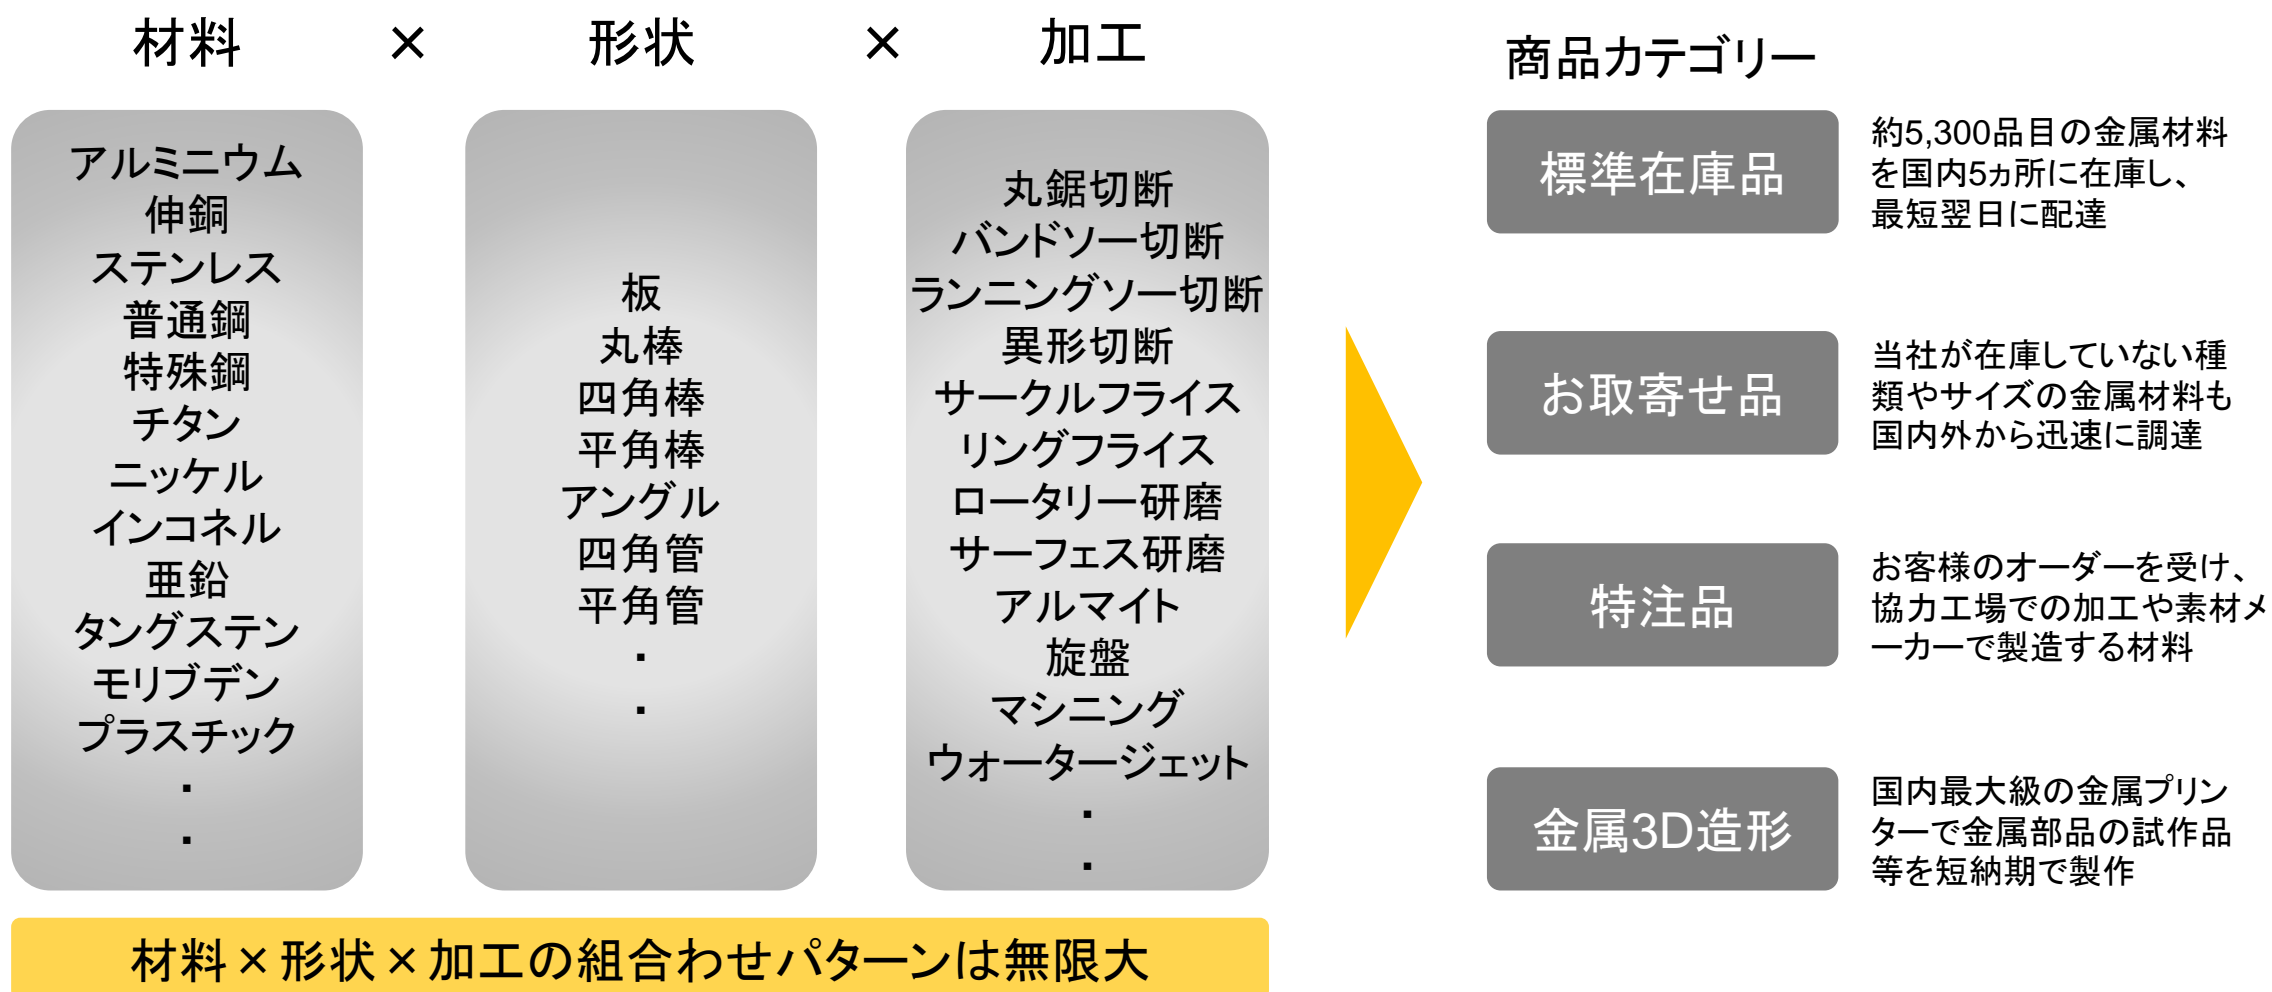 材料 × 形状 × 加工
アルミニウム
伸銅
ステンレス
普通鋼
特殊鋼
チタン
ニッケル
インコネル
亜鉛
タングステン
モリブデン
プラスチック
・
・
板
丸棒
四角棒
平角棒
アングル
四角管
平角管
・
・
丸鋸切断
バンドソー切断
ランニングソー切断
異形切断
サークルフライス
リングフライス
ロータリー研磨
サーフェス研磨
アルマイト
旋盤
マシニング
ウォータージェット
・
・
材料×形状×加工の組合わせパターンは無限大
商品カテゴリー
標準在庫品
約5,300品目の金属材料
を国内5ヵ所に在庫し、
最短翌日に配達
お取寄せ品
当社が在庫していない種
類やサイズの金属材料も
国内外から迅速に調達
特注品
お客様のオーダーを受け、
協力工場での加工や素材メ
ーカーで製造する材料
金属3D造形
国内最大級の金属プリン
ターで金属部品の試作品
等を短納期で製作